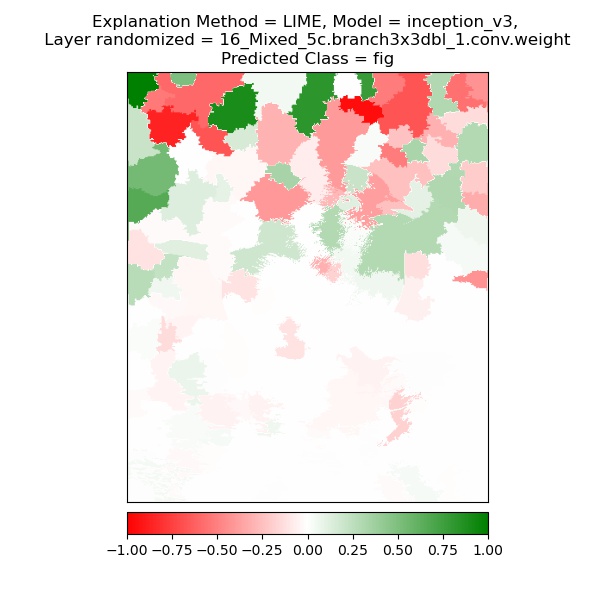 Explanation Method = LIME, Model = inception_v3,
Layer randomized = 16_Mixed_5c.branch3x3dbl_1.conv.weight
Predicted Class = fig
−1.00 −0.75 −0.50 −0.25 0.00 0.25 0.50 0.75 1.00